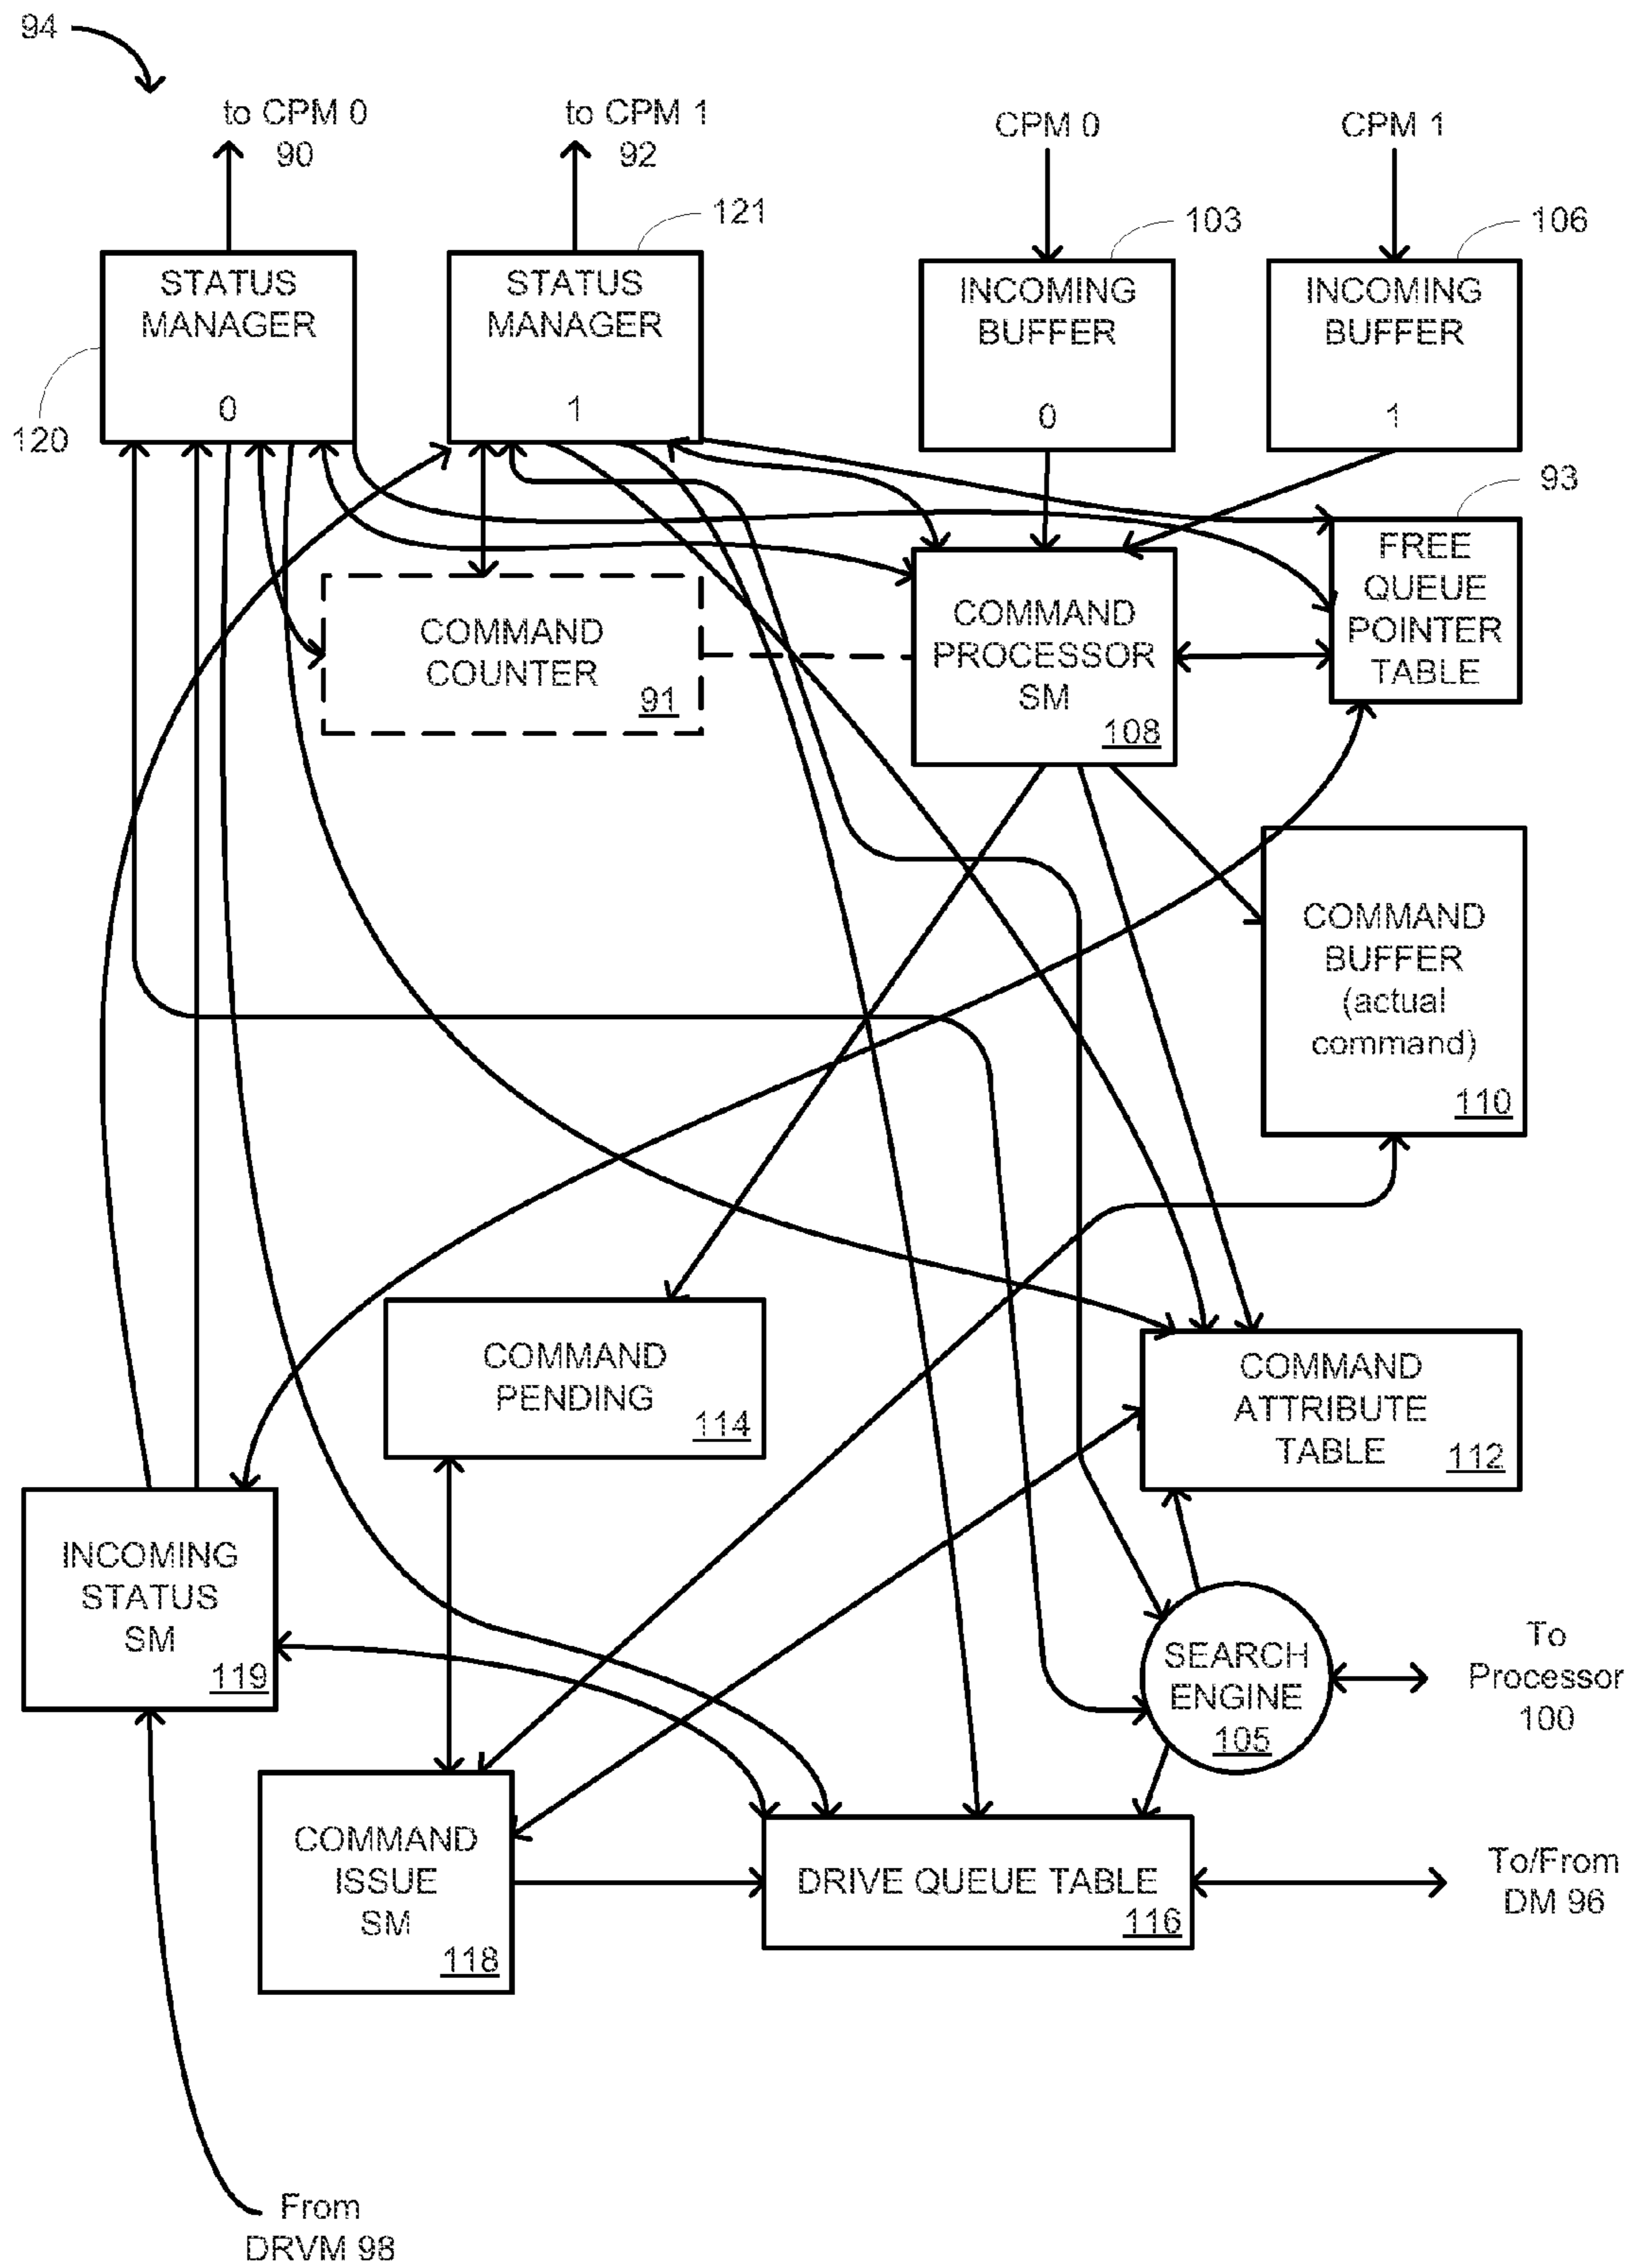 94
to CPM 0
90
to CPM 1
92
CPM 0
CPM 1
121
103
106
STATUS
MANAGER
0
120
STATUS
MANAGER
1
INCOMING
BUFFER
0
INCOMING
BUFFER
1
93
FREE
QUEUE
POINTER
TABLE
COMMAND
COUNTER
91
COMMAND
PROCESSOR
SM
108
COMMAND
BUFFER
(actual
command)
110
COMMAND
PENDING
114
COMMAND
ATTRIBUTE
TABLE
112
INCOMING
STATUS
SM
119
SEARCH
ENGINE
105
To
Processor
100
COMMAND
ISSUE
SM
118
DRIVE QUEUE TABLE
116
To/From
DM 96
From
DRVM 98